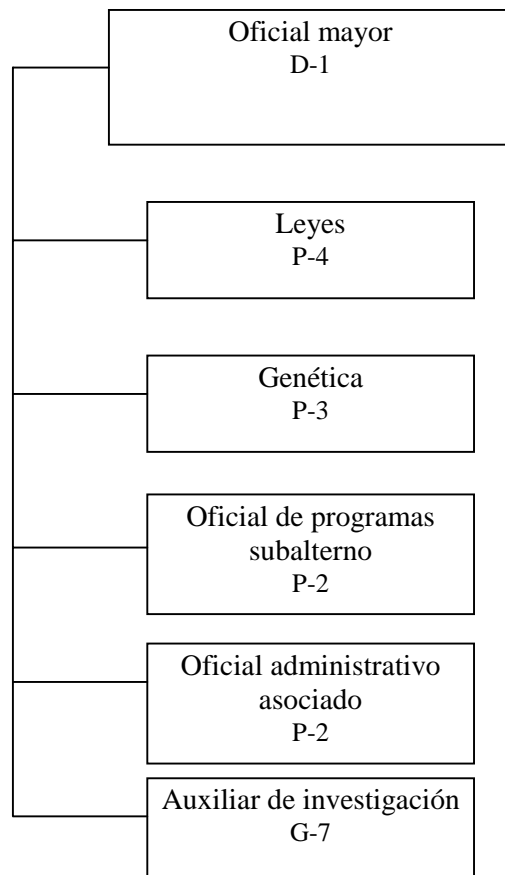 Oficial mayor
D-1
Leyes
P-4
Genética
P-3
Oficial de programas
subalterno
P-2
Oficial administrativo
asociado
P-2
Auxiliar de investigación
G-7